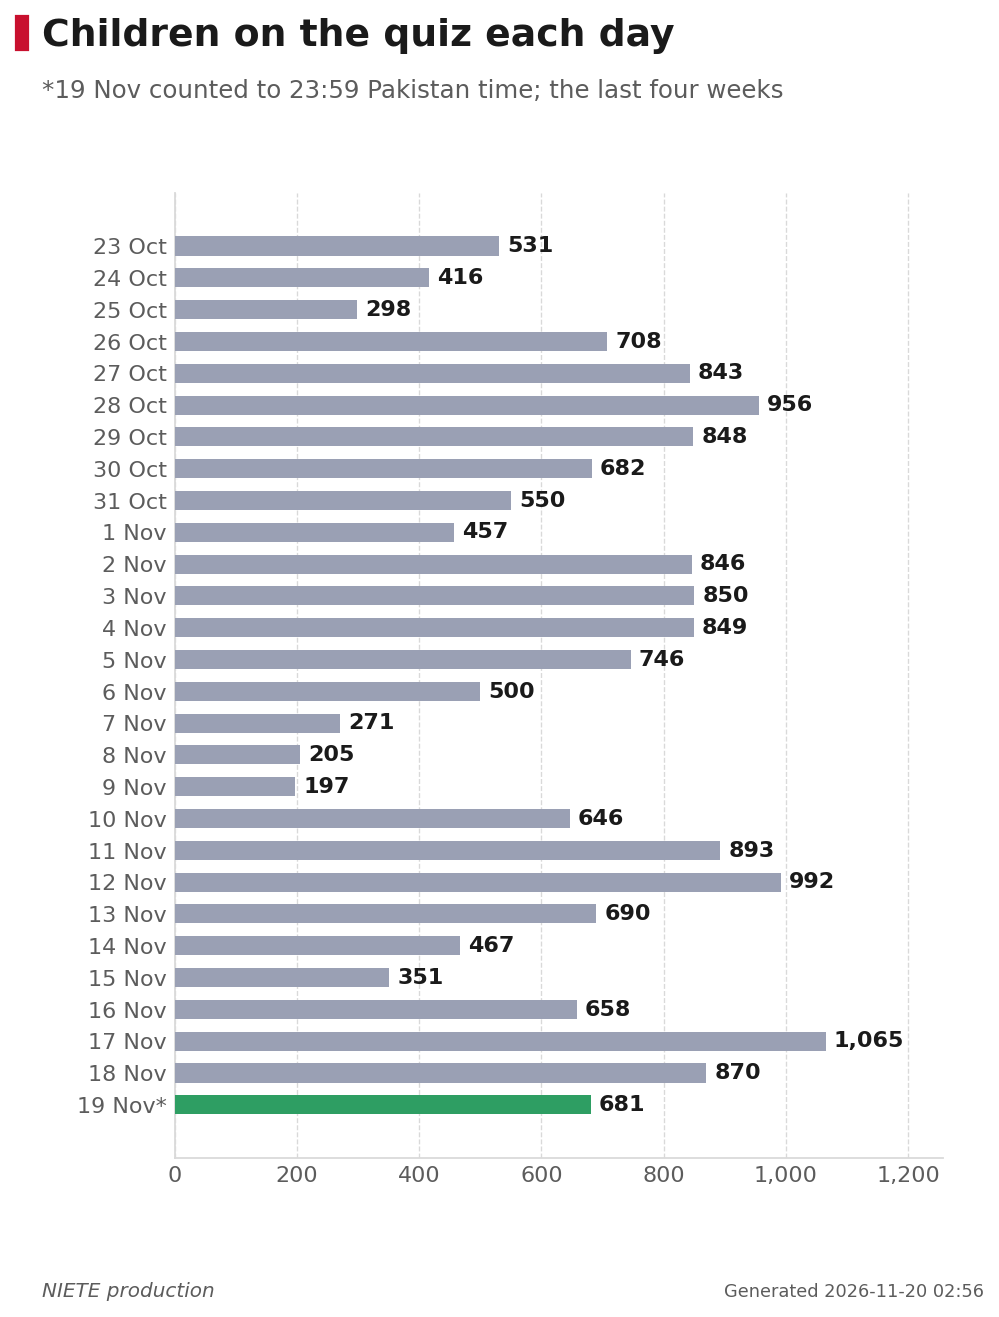 Children on the quiz each day
*19 Nov counted to 23:59 Pakistan time; the last four weeks
23 Oct 531
24 Oct 416
25 Oct 298
26 Oct 708
27 Oct 843
28 Oct 956
29 Oct 848
30 Oct 682
31 Oct 550
1 Nov 457
2 Nov 846
3 Nov 850
4 Nov 849
5 Nov 746
6 Nov 500
7 Nov 271
8 Nov 205
9 Nov 197
10 Nov 646
11 Nov 893
12 Nov 992
13 Nov 690
14 Nov 467
15 Nov 351
16 Nov 658
17 Nov 1,065
18 Nov 870
19 Nov* 681
0 200 400 600 800 1,000 1,200
NIETE production Generated 2026-11-20 02:56